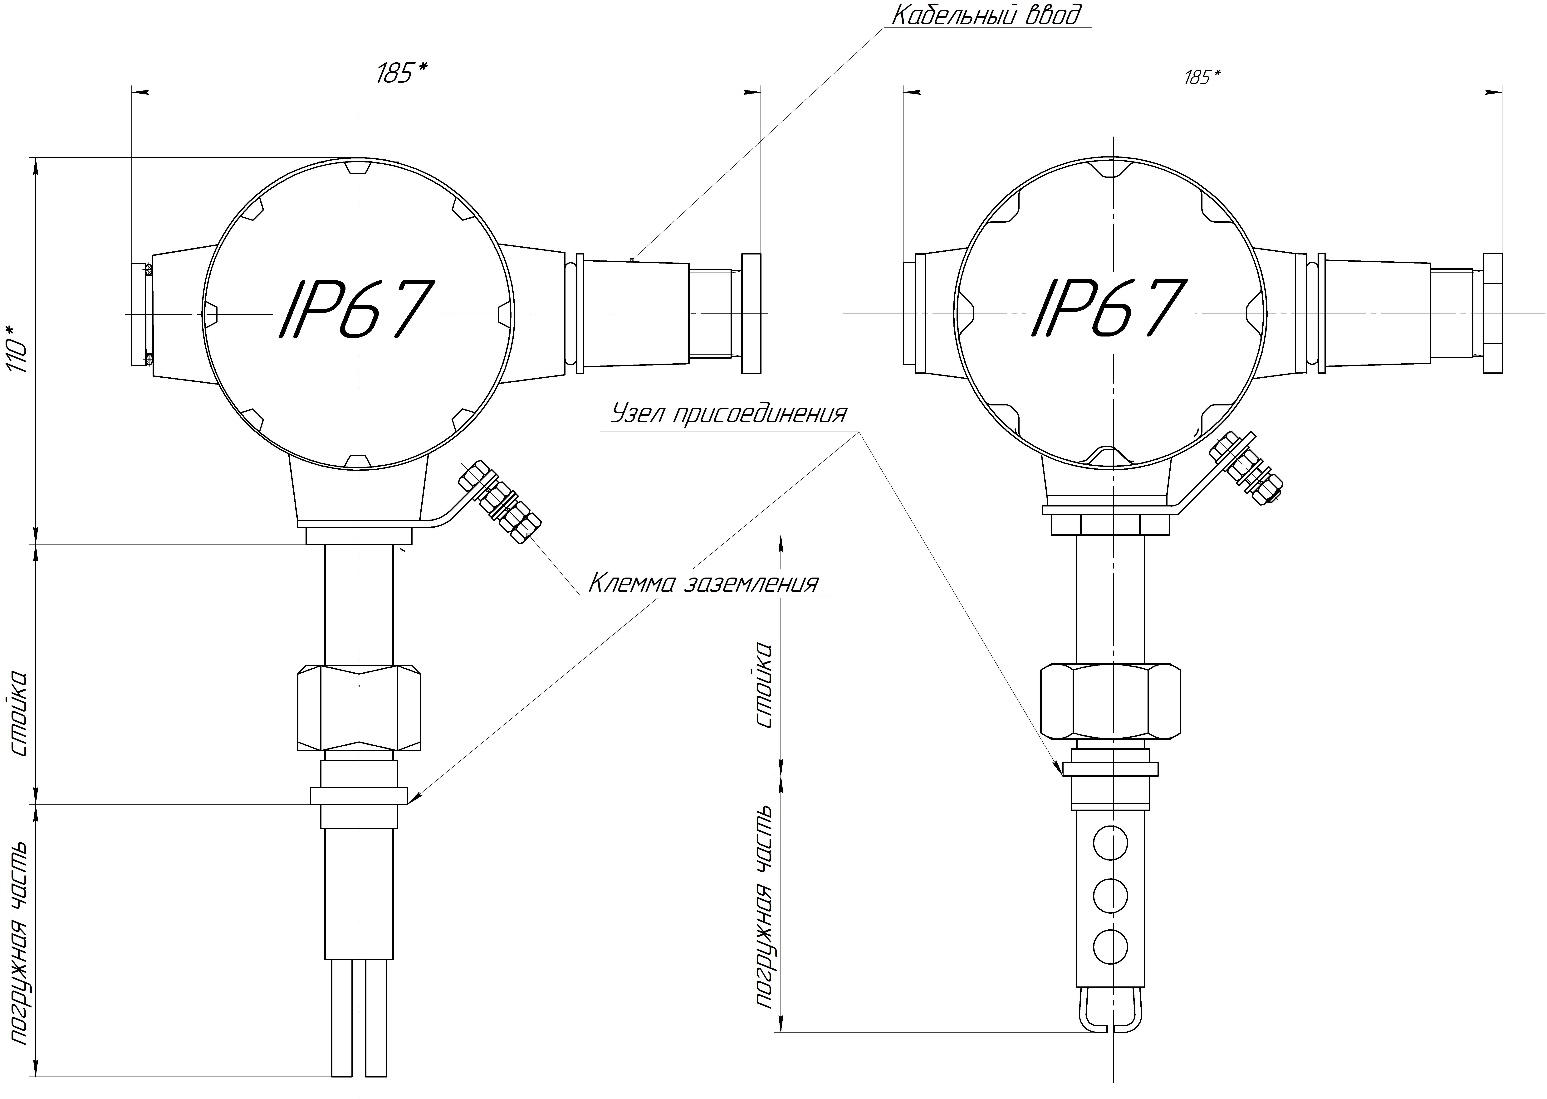 Кабельный ввод
185*
185*
110*
IP67
IP67
Узел присоединения
Клемма заземления
стойка
стойка
погружная часть
погружная часть